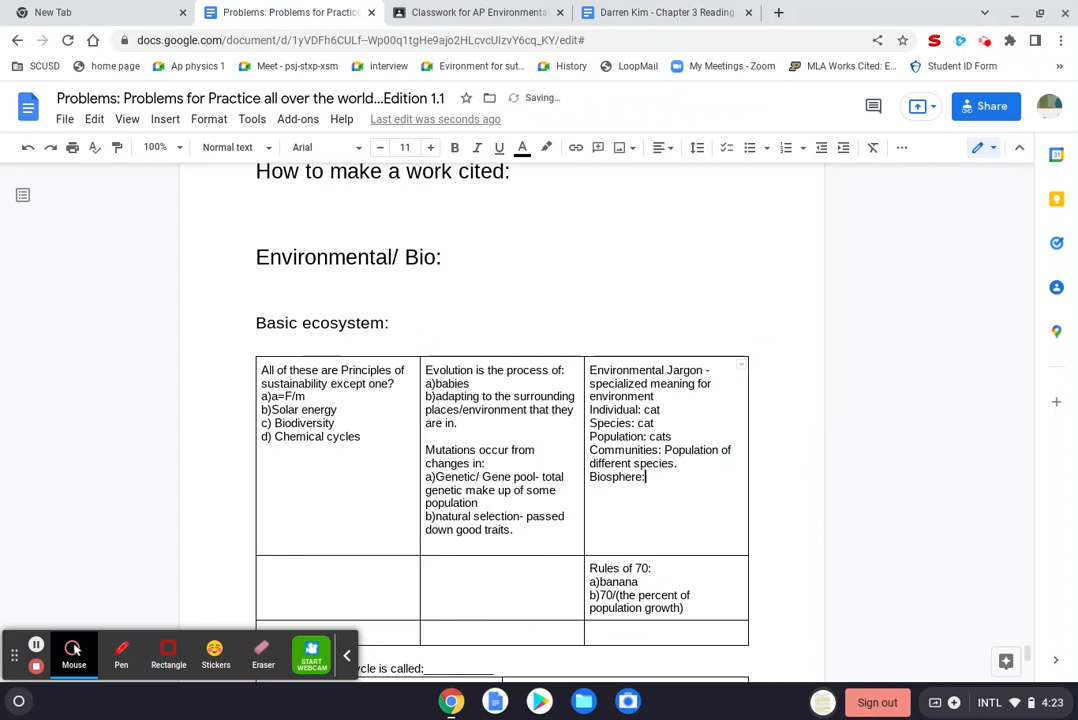 New Tab
Problems: Problems for Practice
Classwork for AP Environmental
Darren Kim - Chapter 3 Reading
docs.google.com/document/d/1yVDFh6CULf--Wp00q1tgHe9ajo2HLcvcUIzvY6cq_KY/edit#
SCUSD
home page
Ap physics 1
Meet - psj-stxp-xsm
interview
Evironment for sut...
History
LoopMail
My Meetings - Zoom
MLA Works Cited: E...
Student ID Form
Problems: Problems for Practice all over the world...Edition 1.1
Saving...
Share
File Edit View Insert Format Tools Add-ons Help Last edit was seconds ago
100% Normal text Arial 11
How to make a work cited:
Environmental/ Bio:
Basic ecosystem:
All of these are Principles of
sustainability except one?
a)a=F/m
b)Solar energy
c) Biodiversity
d) Chemical cycles
Evolution is the process of:
a)babies
b)adapting to the surrounding
places/environment that they
are in.
Mutations occur from
changes in:
a)Genetic/ Gene pool- total
genetic make up of some
population
b)natural selection- passed
down good traits.
Environmental Jargon -
specialized meaning for
environment
Individual: cat
Species: cat
Population: cats
Communities: Population of
different species.
Biosphere:
Rules of 70:
a)banana
b)70/(the percent of
population growth)
ycle is called:___________
Mouse
Pen
Rectangle
Stickers
Eraser
START
WEBCAM
Sign out
INTL
4:23